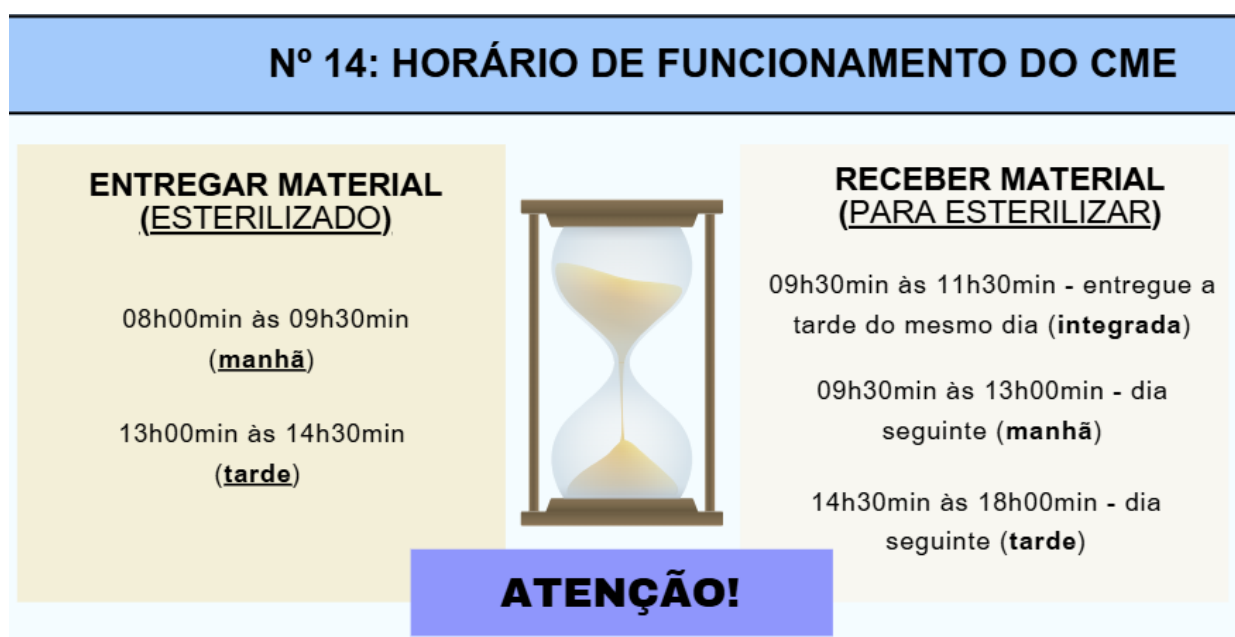 Nº 14: HORÁRIO DE FUNCIONAMENTO DO CME
ENTREGAR MATERIAL
(ESTERILIZADO)
08h00min às 09h30min
(manhã)
13h00min às 14h30min
(tarde)
RECEBER MATERIAL
(PARA ESTERILIZAR)
09h30min às 11h30min - entregue a
tarde do mesmo dia (integrada)
09h30min às 13h00min - dia
seguinte (manhã)
14h30min às 18h00min - dia
seguinte (tarde)
ATENÇÃO!